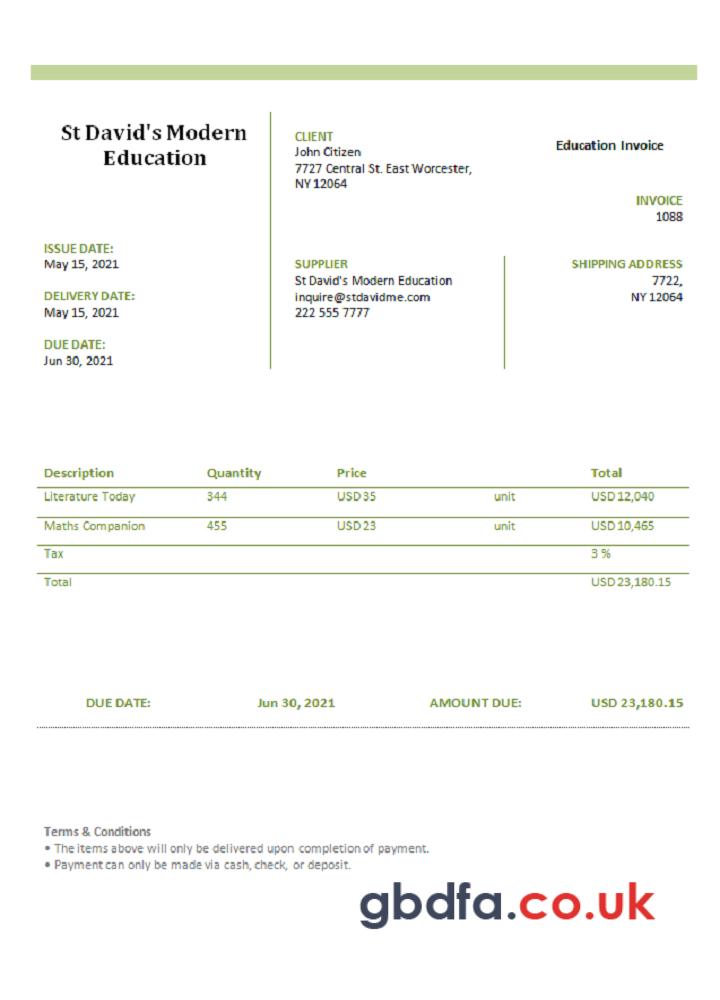 St David's Modern
Education
CLIENT
John Citizen
7727 Central St. East Worcester,
NY 12064
Education Invoice
INVOICE
1088
ISSUE DATE:
May 15, 2021
DELIVERY DATE:
May 15, 2021
DUE DATE:
Jun 30, 2021
SUPPLIER
St David's Modern Education
inquire@stdavidme.com
222 555 7777
SHIPPING ADDRESS
7722,
NY 12064
Description Quantity Price Total
Literature Today 344 USD 35 unit USD 12,040
Maths Companion 455 USD 23 unit USD 10,465
Tax 3 %
Total USD 23,180.15
DUE DATE: Jun 30, 2021 AMOUNT DUE: USD 23,180.15
Terms & Conditions
• The items above will only be delivered upon completion of payment.
• Payment can only be made via cash, check, or deposit.
gbdfa.co.uk